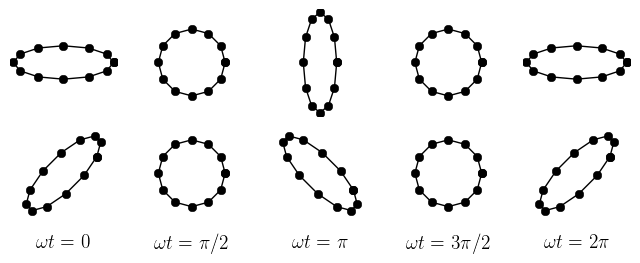 ωt = 0 ωt = π/2 ωt = π ωt = 3π/2 ωt = 2π